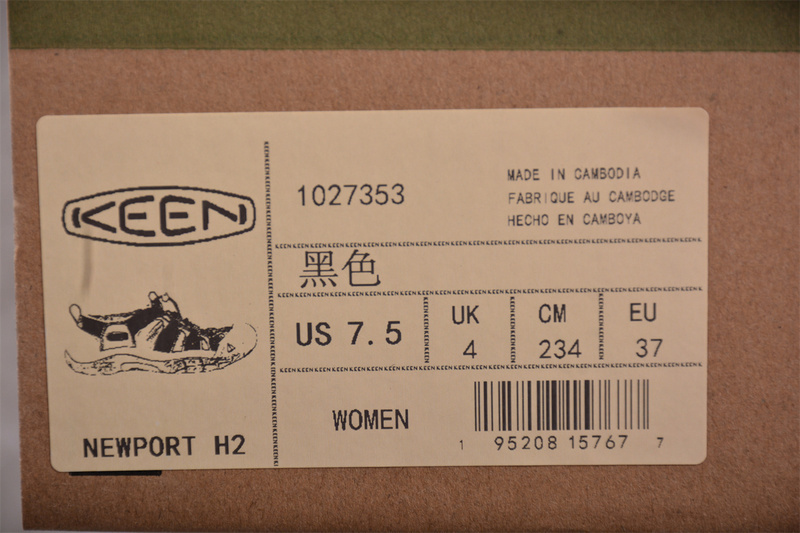 KEEN
NEWPORT H2
1027353
MADE IN CAMBODIA
FABRIQUE AU CAMBODGE
HECHO EN CAMBOYA
黑色
US 7.5
UK
4
CM
234
EU
37
WOMEN
1 95208 15767 7